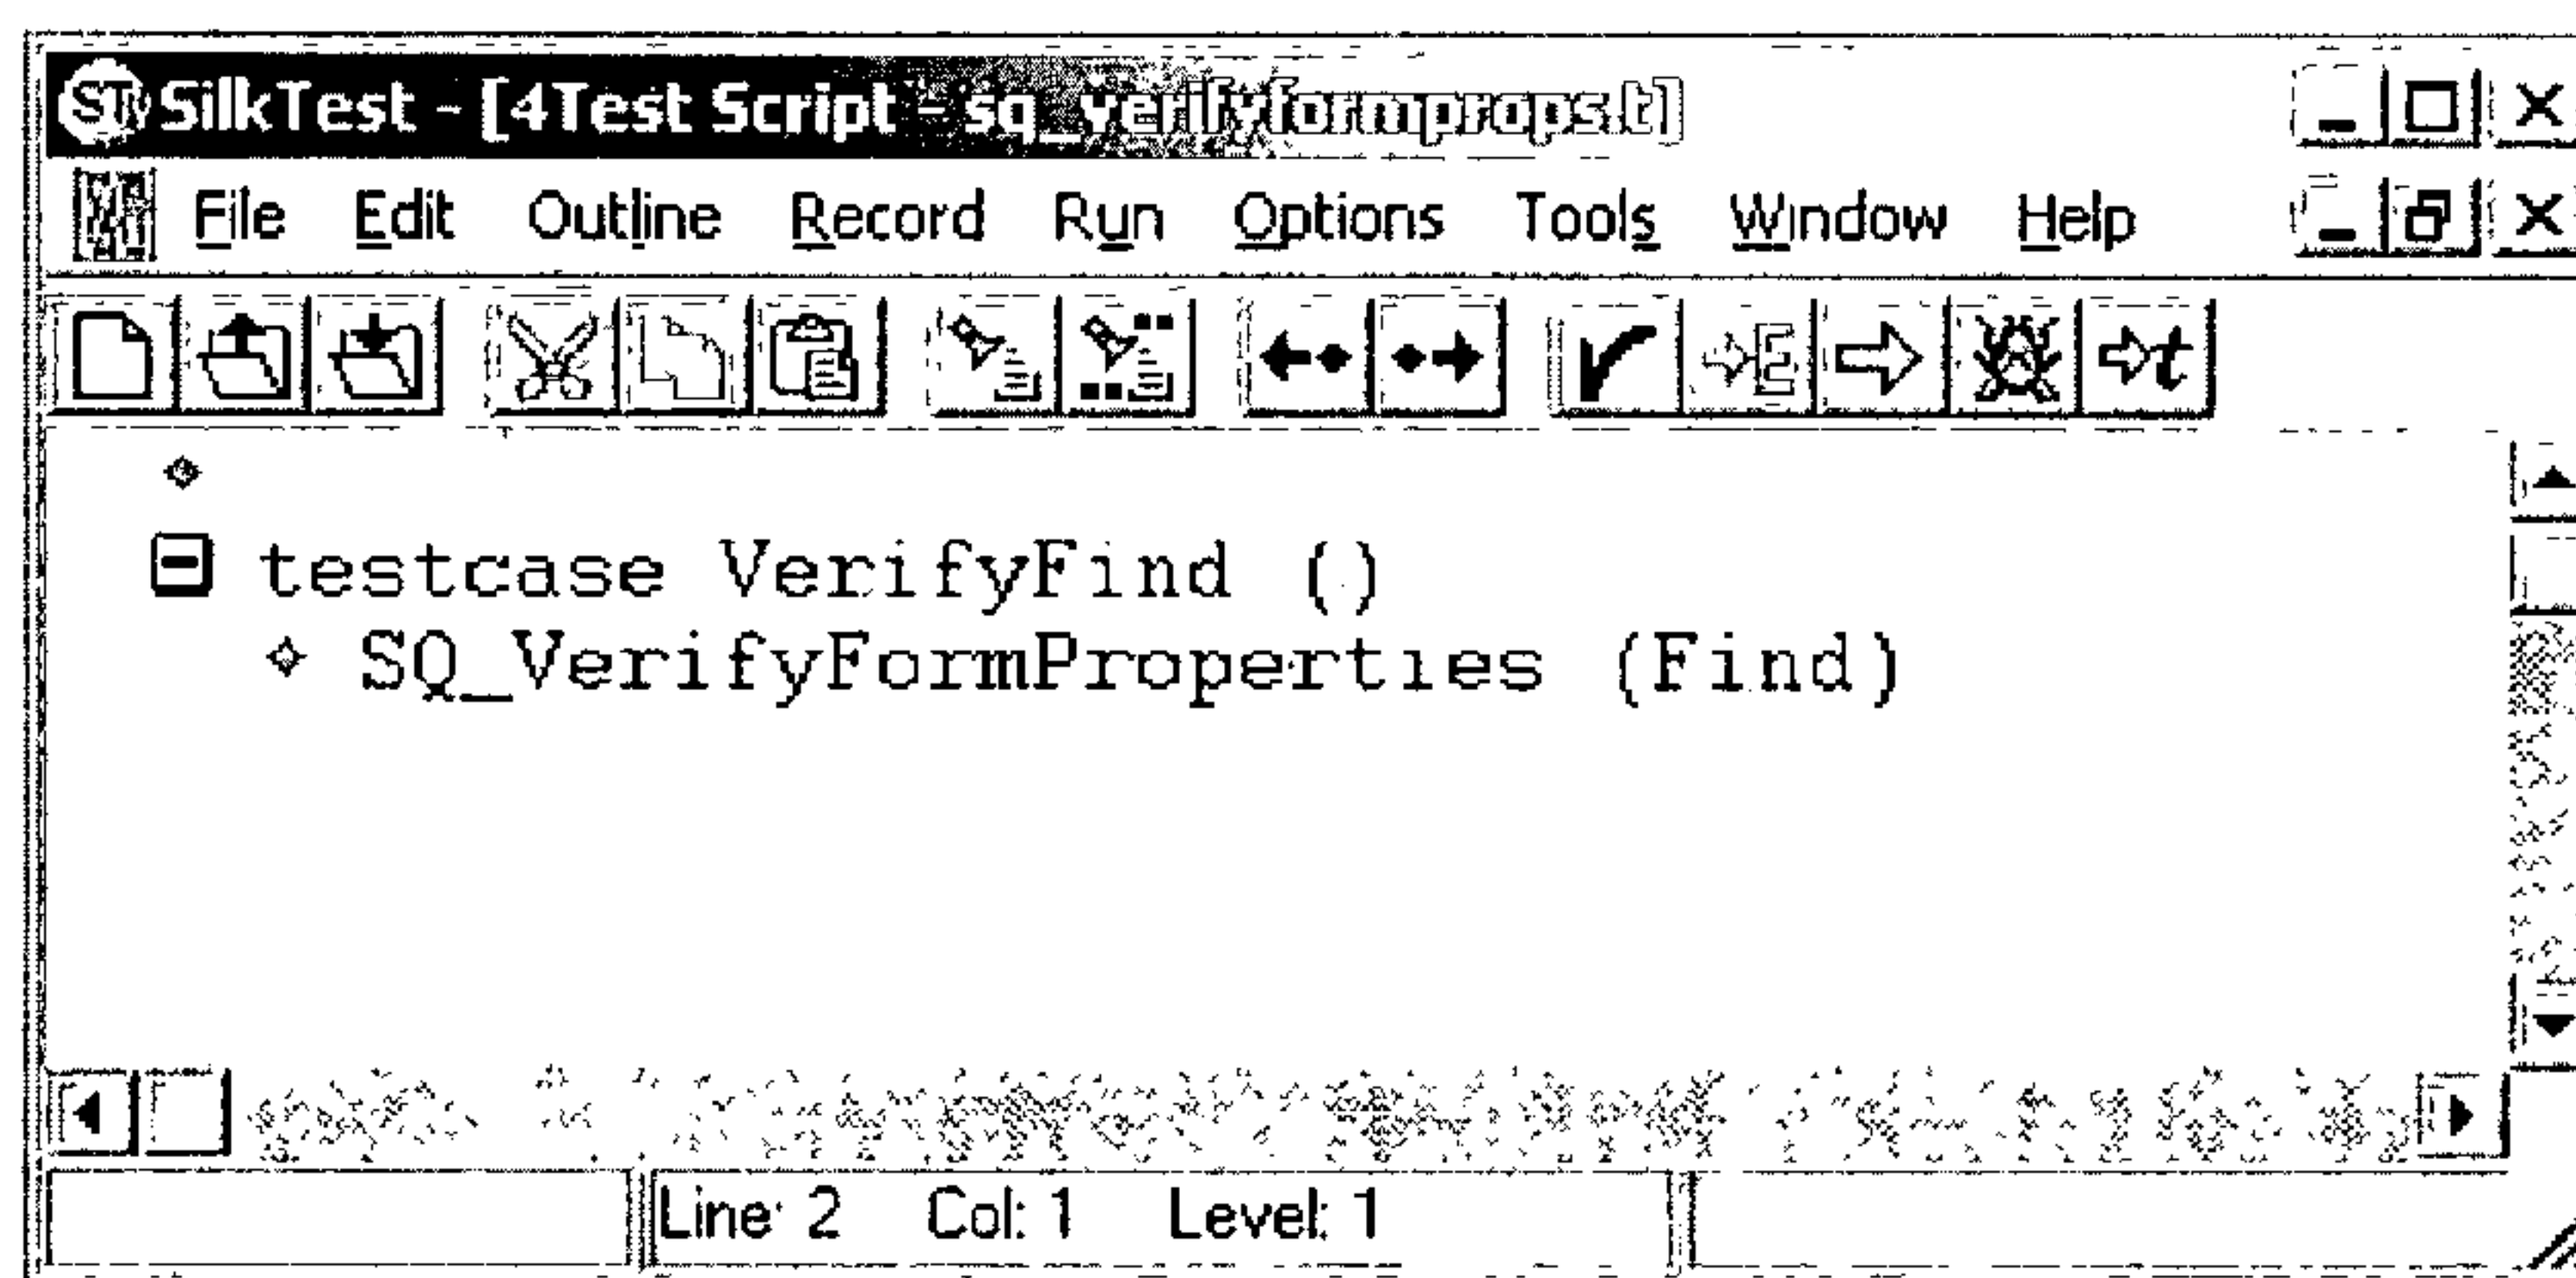 ST SilkTest - [4Test Script - sq_verifyformprops.t]
File Edit Outline Record Run Options Tools Window Help
testcase VerifyFind ()
SQ_VerifyFormProperties (Find)
Line: 2 Col: 1 Level: 1